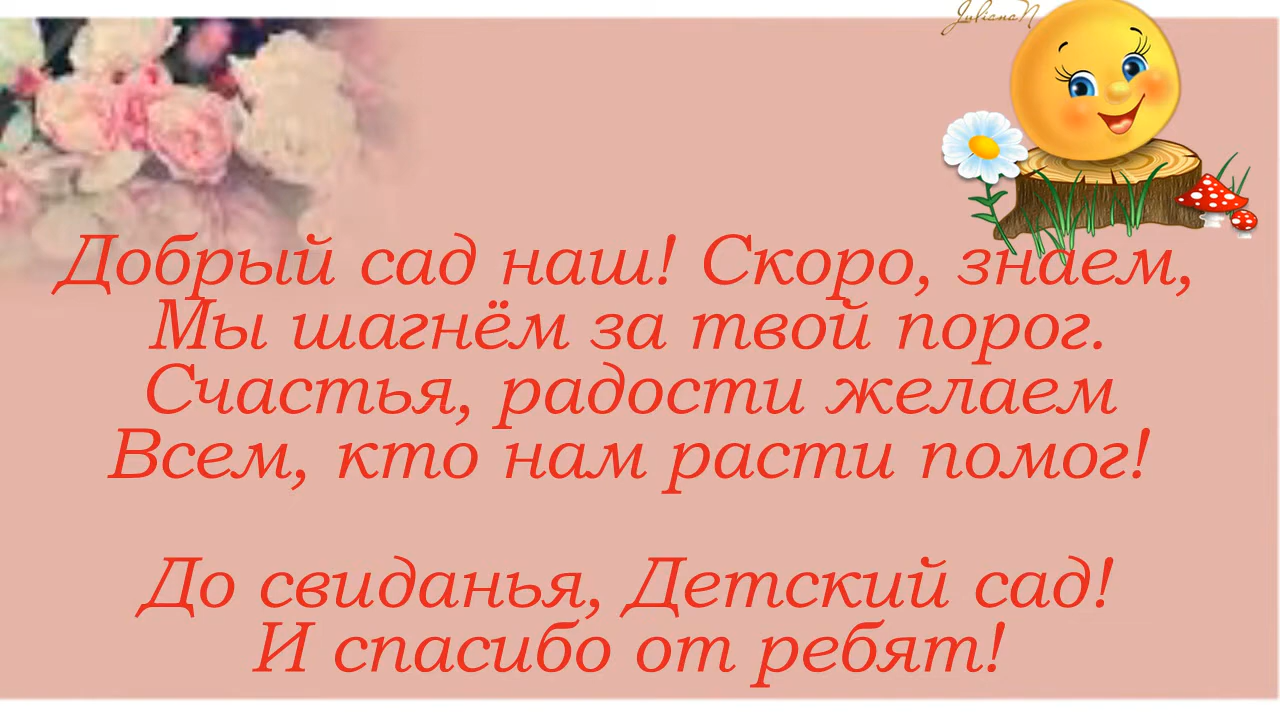 JulianaN
Добрый сад наш! Скоро, знаем,
Мы шагнём за твой порог.
Счастья, радости желаем
Всем, кто нам расти помог!
До свиданья, Детский сад!
И спасибо от ребят!